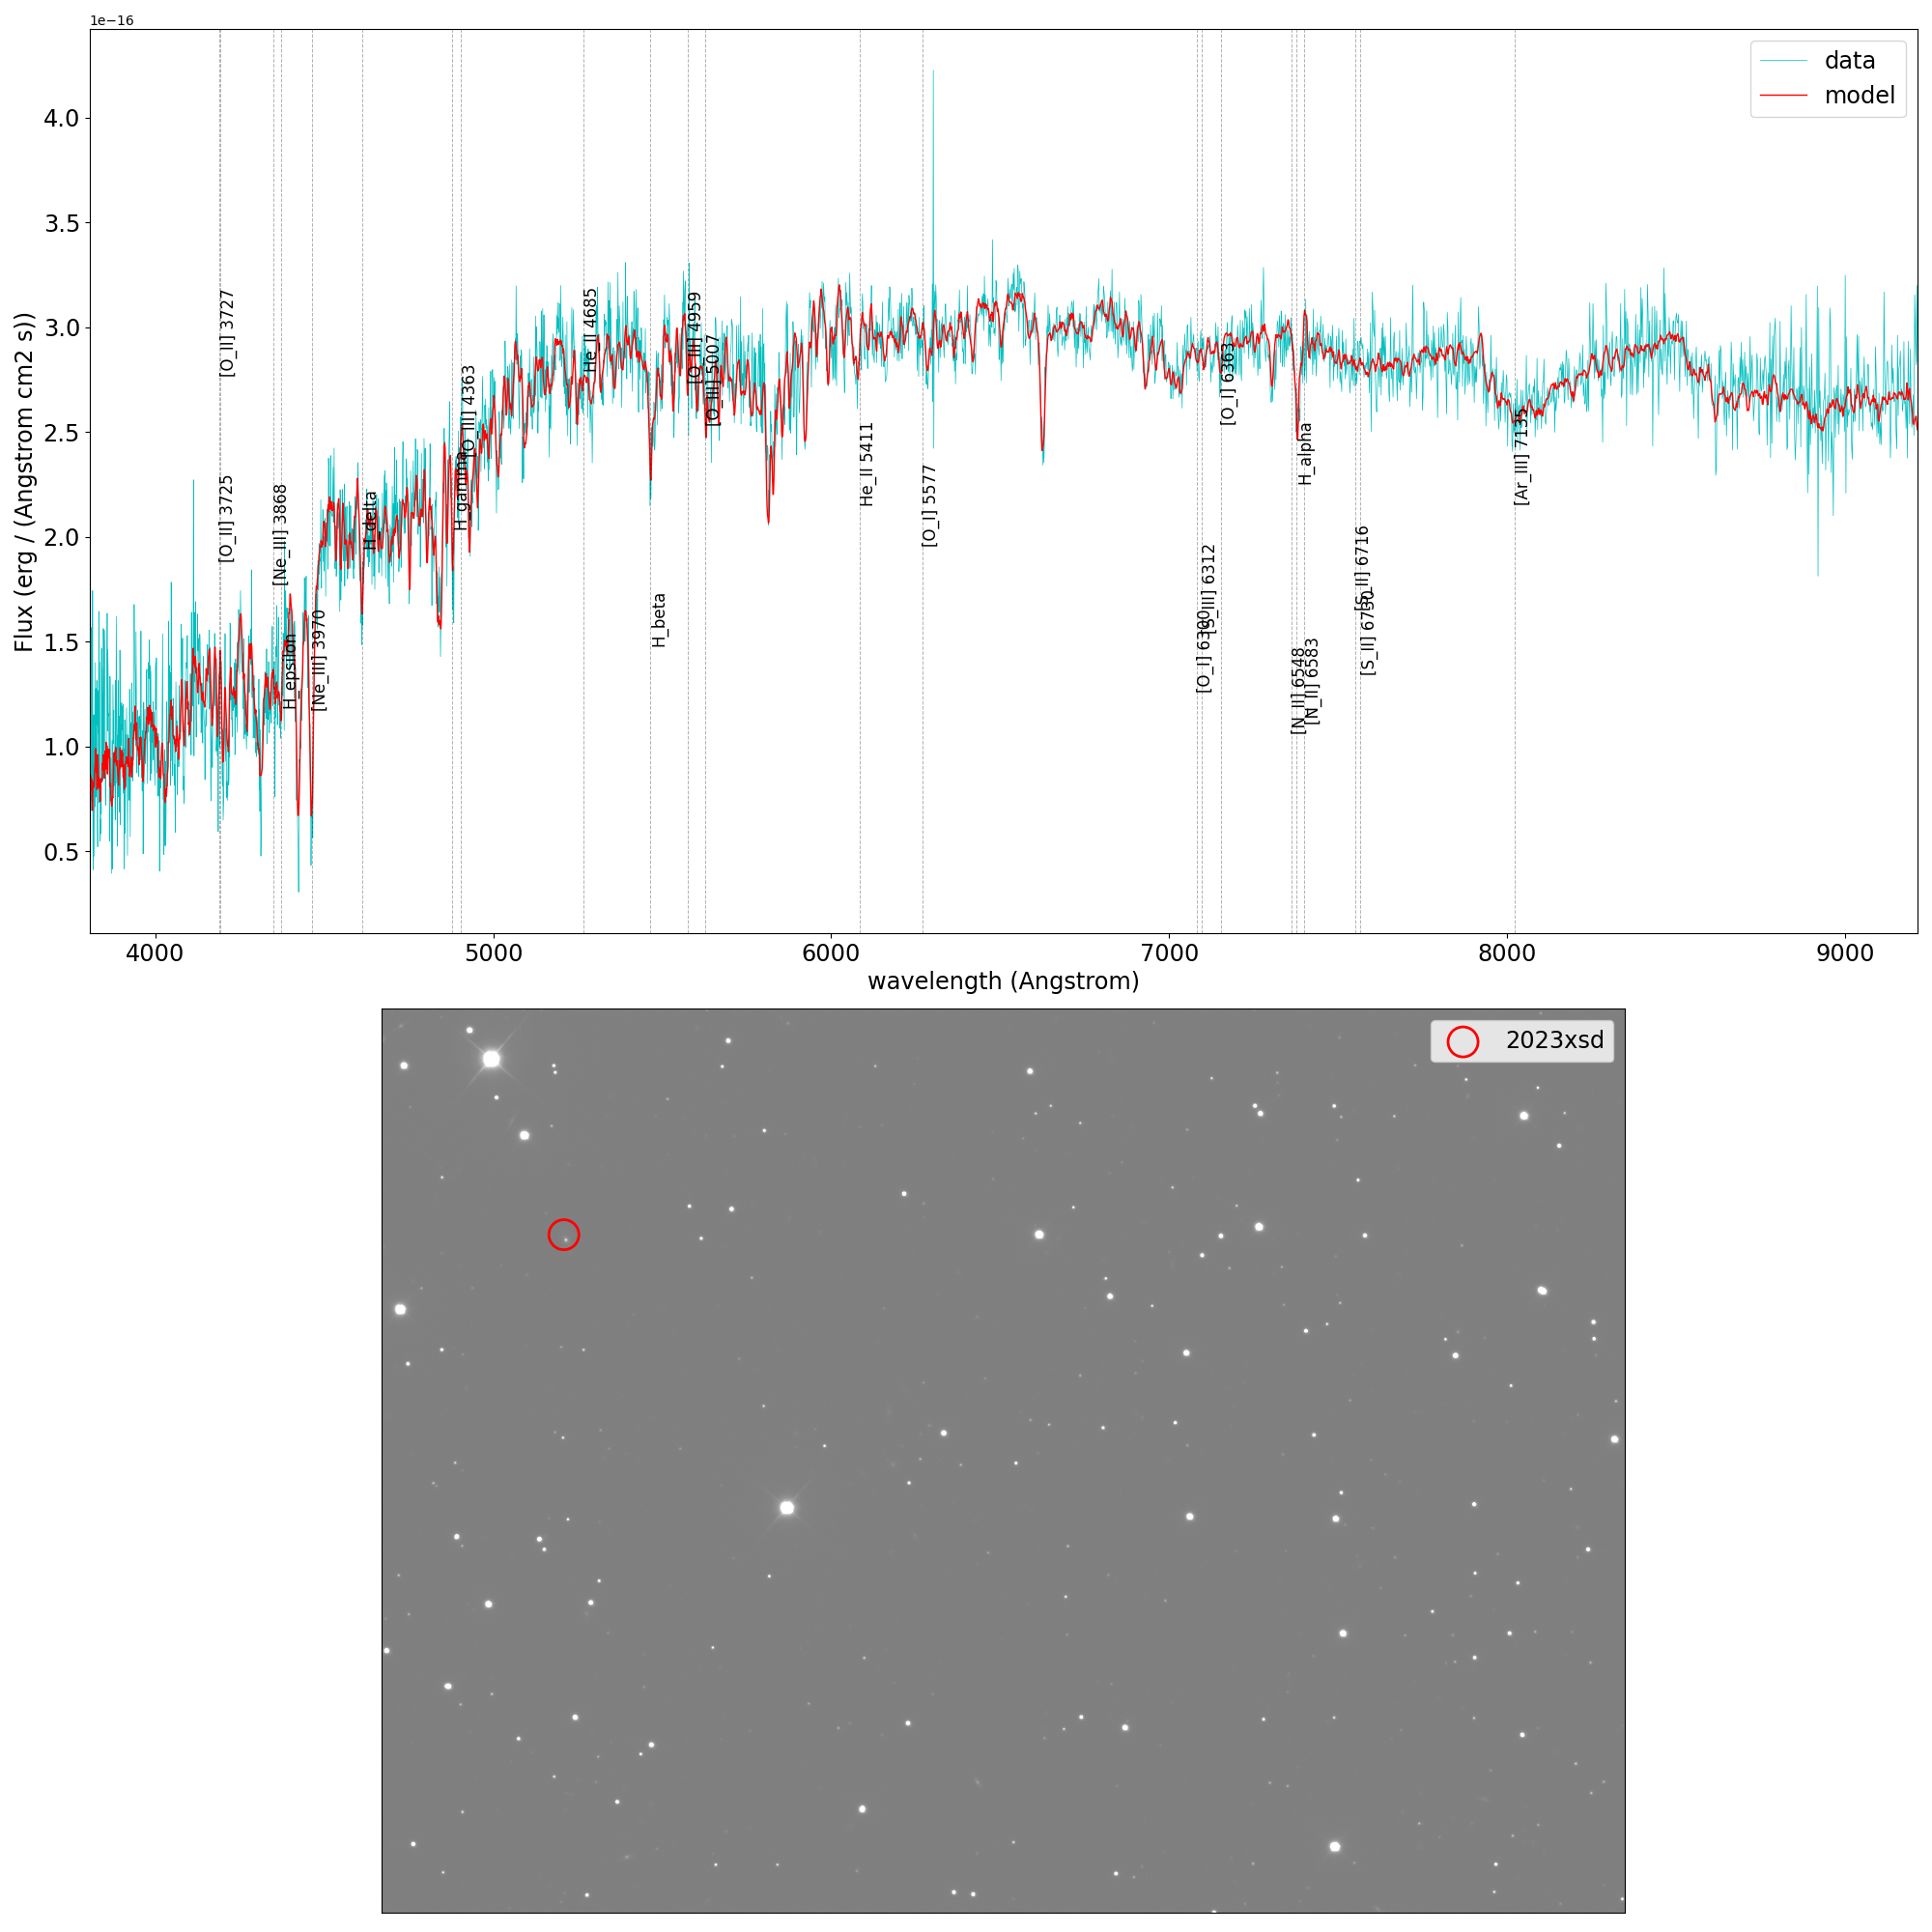 1e−16
data
model
4.0
3.5
3.0
2.5
2.0
1.5
1.0
0.5
Flux (erg / (Angstrom cm2 s))
[O_II] 3725
[O_II] 3727
[Ne_III] 3868
H_epsilon
[Ne_III] 3970
H_delta
H_gamma
[O_III] 4363
He_II 4685
H_beta
[O_III] 4959
[O_III] 5007
He_II 5411
[O_I] 5577
[O_I] 6300
[S_III] 6312
[O_I] 6363
[N_II] 6548
H_alpha
[N_II] 6583
[S_II] 6716
[S_II] 6730
[Ar_III] 7135
4000
5000
6000
7000
8000
9000
wavelength (Angstrom)
2023xsd